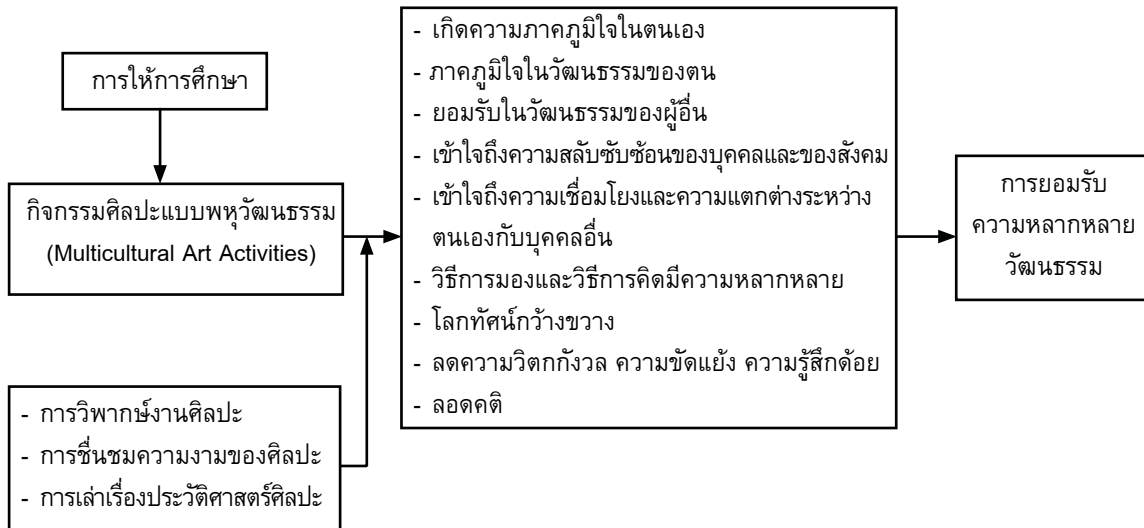 การให้การศึกษา
กิจกรรมศิลปะแบบพหุวัฒนธรรม
(Multicultural Art Activities)
- การวิพากษ์งานศิลปะ
- การชื่นชมความงามของศิลปะ
- การเล่าเรื่องประวัติศาสตร์ศิลปะ
- เกิดความภาคภูมิใจในตนเอง
- ภาคภูมิใจในวัฒนธรรมของตน
- ยอมรับในวัฒนธรรมของผู้อื่น
- เข้าใจถึงความสลับซับซ้อนของบุคคลและของสังคม
- เข้าใจถึงความเชื่อมโยงและความแตกต่างระหว่าง
ตนเองกับบุคคลอื่น
- วิธีการมองและวิธีการคิดมีความหลากหลาย
- โลกทัศน์กว้างขวาง
- ลดความวิตกกังวล ความขัดแย้ง ความรู้สึกด้อย
- ลอดคติ
การยอมรับ
ความหลากหลาย
วัฒนธรรม